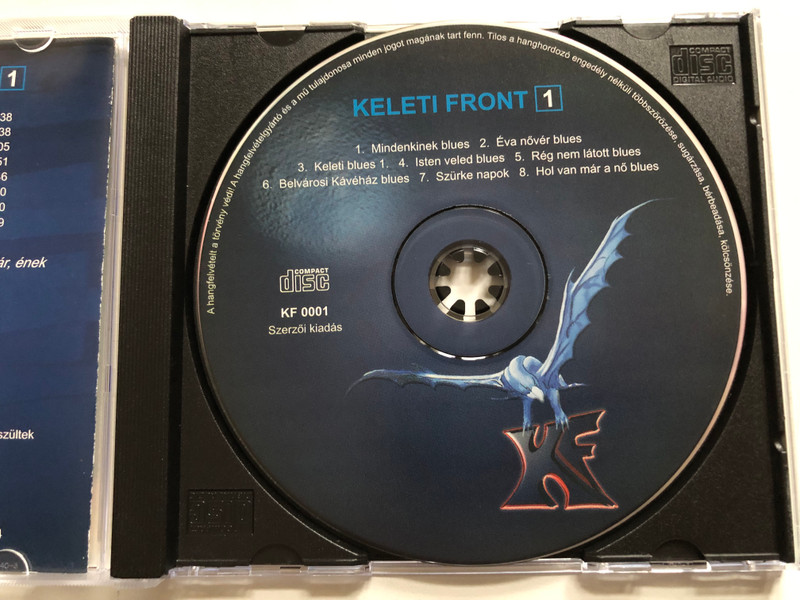 1
38
38
05
51
6
0
0
9
ár, ének
szültek
4
A hangfelvételt a törvény védi! A hangfelvételgyártó és a mű tulajdonosa minden jogot magának tart fenn. Tilos a hanghordozó engedély nélküli többszörözése, sugárzása, bérbeadása, kölcsönzése.
KELETI FRONT 1
1. Mindenkinek blues 2. Éva nővér blues
3. Keleti blues 1. 4. Isten veled blues 5. Rég nem látott blues
6. Belvárosi Kávéház blues 7. Szürke napok 8. Hol van már a nő blues
COMPACT
disc
KF 0001
Szerzői kiadás
KF
COMPACT
disc
DIGITAL AUDIO